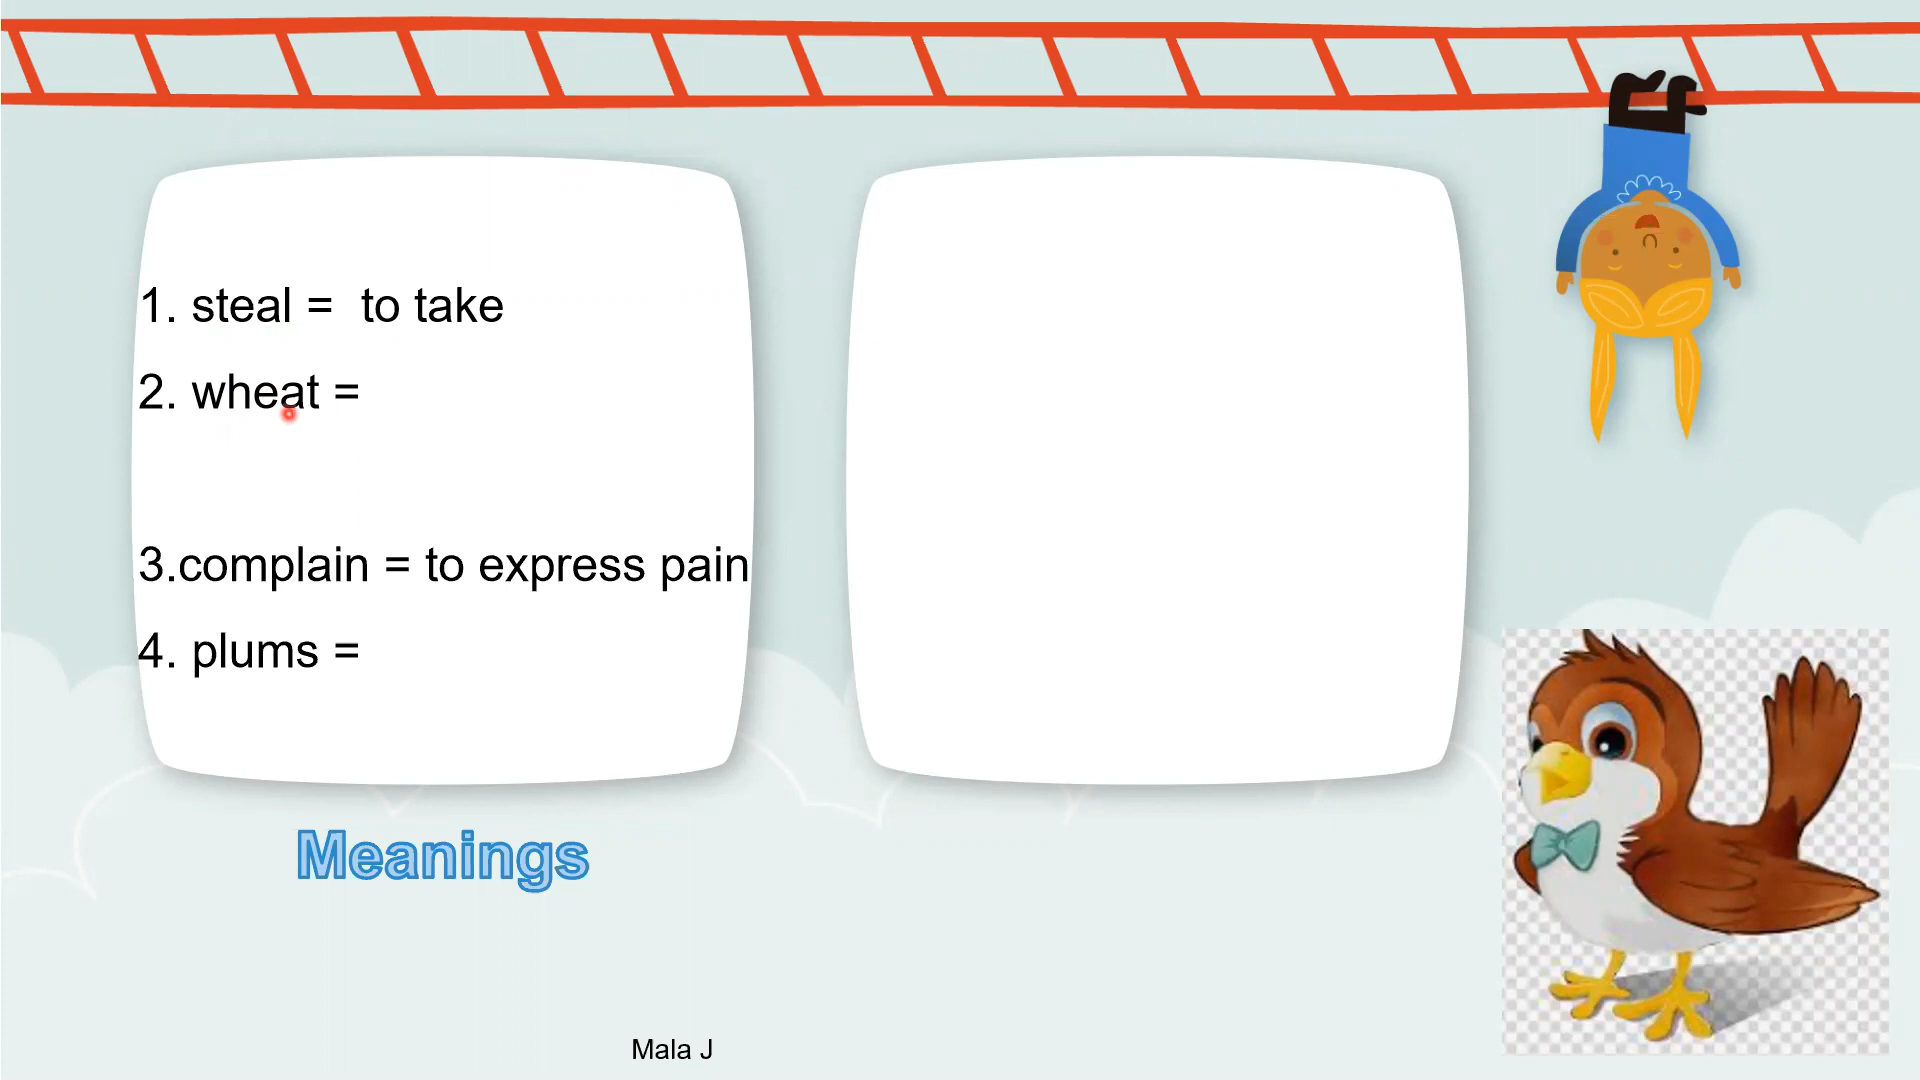 1. steal =  to take
2. wheat =
3.complain = to express pain
4. plums =
Meanings
Mala J